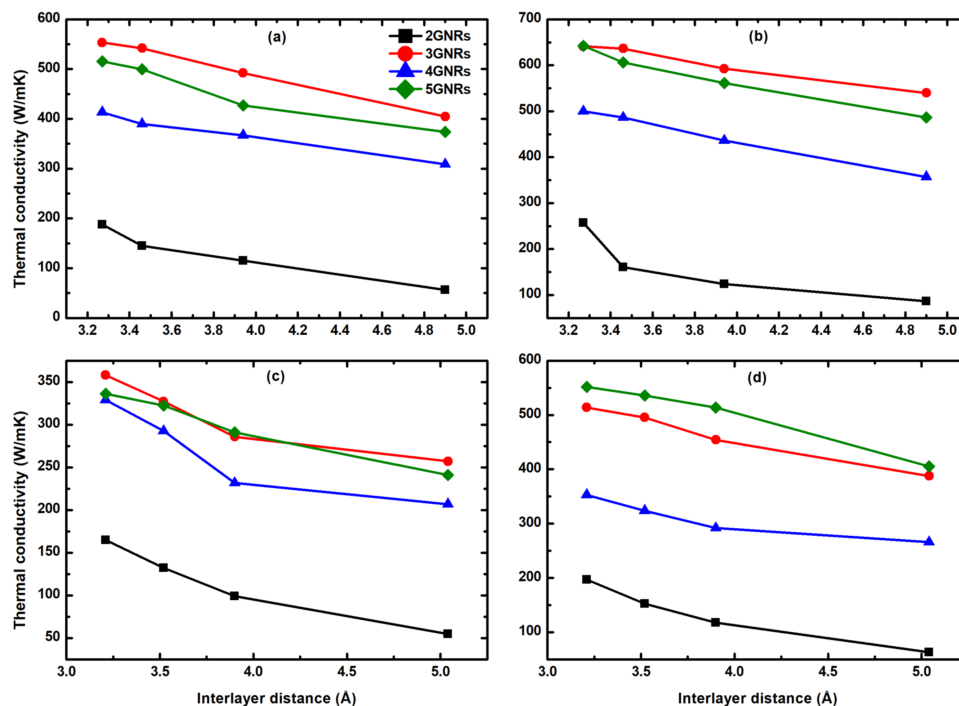 (a)
2GNRs
3GNRs
4GNRs
5GNRs
Thermal conductivity (W/mK)
600
500
400
300
200
100
0
3.2 3.4 3.6 3.8 4.0 4.2 4.4 4.6 4.8 5.0
(b)
700
600
500
400
300
200
100
3.2 3.4 3.6 3.8 4.0 4.2 4.4 4.6 4.8 5.0
(c)
Thermal conductivity (W/mK)
350
300
250
200
150
100
50
3.0 3.5 4.0 4.5 5.0
Interlayer distance (Å)
(d)
600
500
400
300
200
100
3.0 3.5 4.0 4.5 5.0
Interlayer distance (Å)